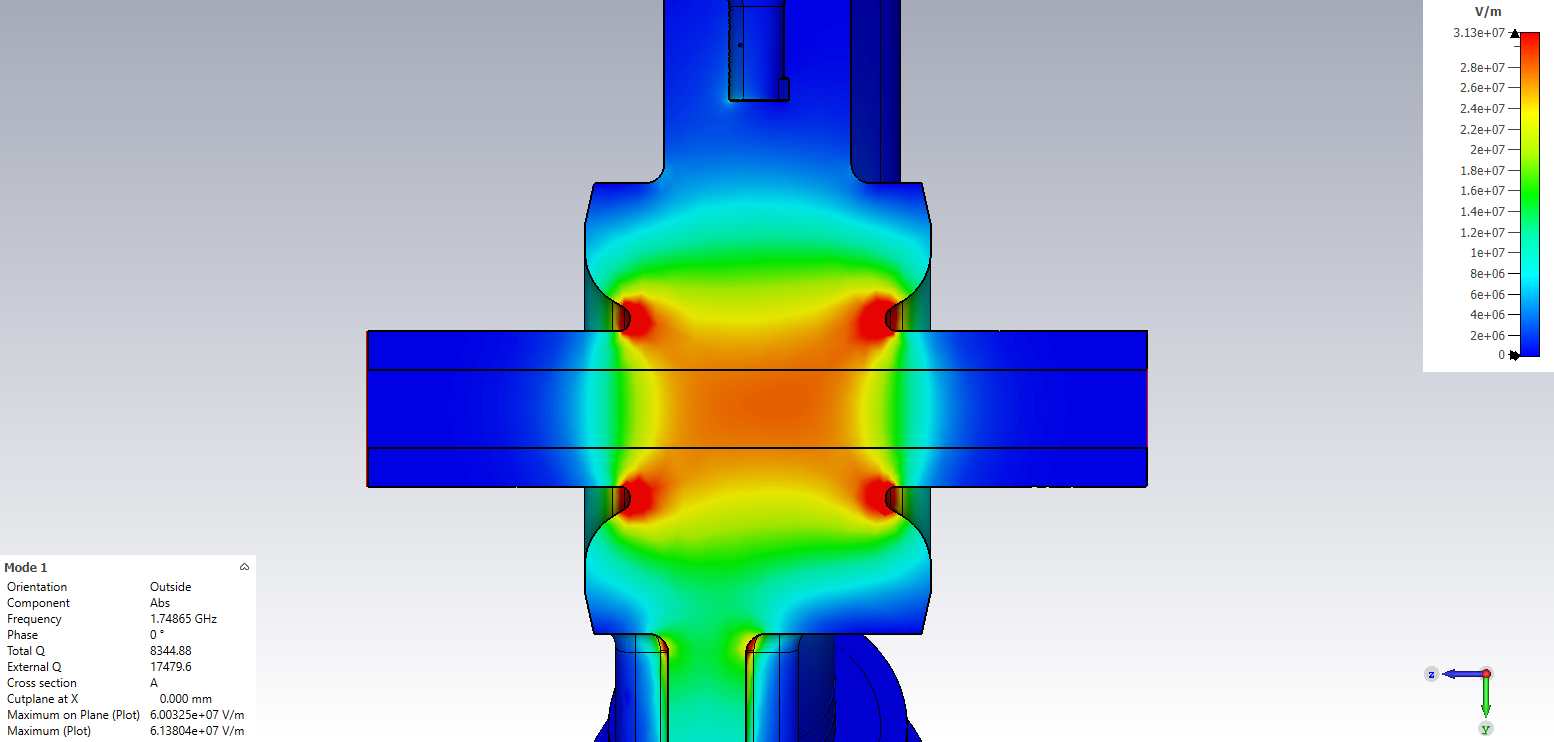 V/m
3.13e+07
2.8e+07
2.6e+07
2.4e+07
2.2e+07
2e+07
1.8e+07
1.6e+07
1.4e+07
1.2e+07
1e+07
8e+06
6e+06
4e+06
2e+06
0
Mode 1
Orientation Outside
Component Abs
Frequency 1.74865 GHz
Phase 0 °
Total Q 8344.88
External Q 17479.6
Cross section A
Cutplane at X 0.000 mm
Maximum on Plane (Plot) 6.00325e+07 V/m
Maximum (Plot) 6.13804e+07 V/m
z
y